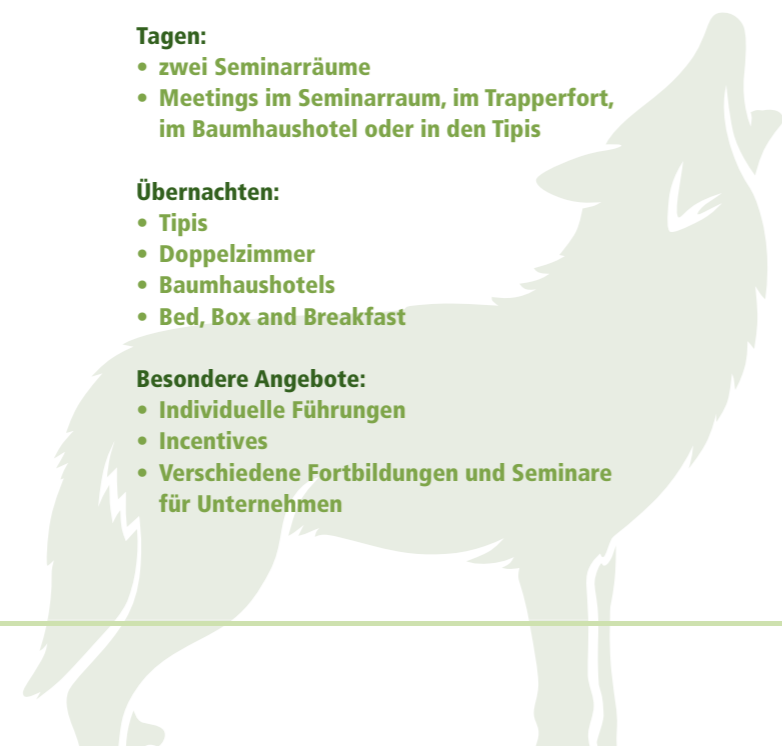 Tagen:
• zwei Seminarräume
• Meetings im Seminarraum, im Trapperfort,
im Baumhaushotel oder in den Tipis
Übernachten:
• Tipis
• Doppelzimmer
• Baumhaushotels
• Bed, Box and Breakfast
Besondere Angebote:
• Individuelle Führungen
• Incentives
• Verschiedene Fortbildungen und Seminare
für Unternehmen